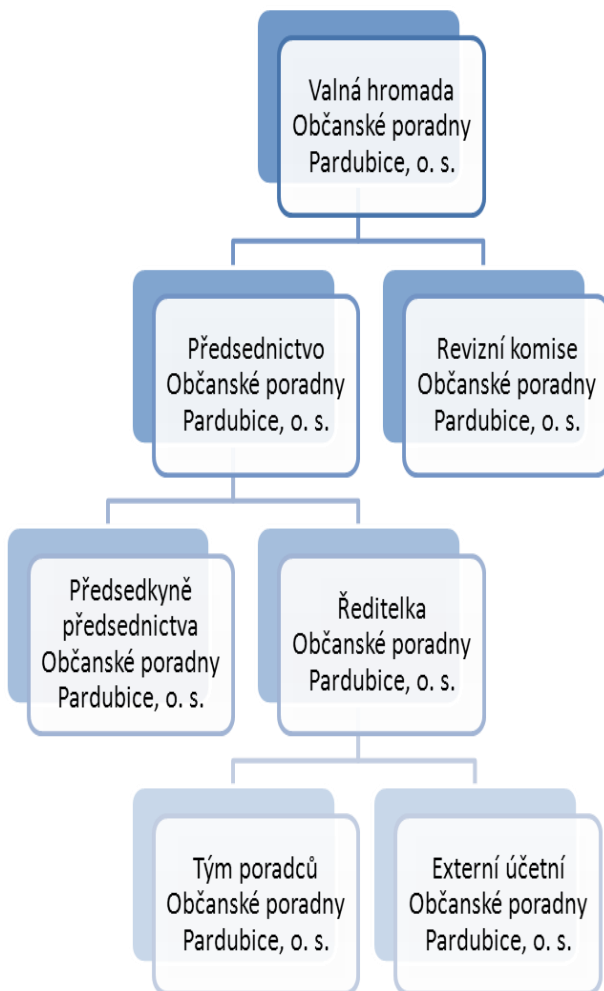 Valná hromada
Občanské poradny
Pardubice, o. s.
Předsednictvo
Občanské poradny
Pardubice, o. s.
Revizní komise
Občanské poradny
Pardubice, o. s.
Předsedkyně
předsednictva
Občanské poradny
Pardubice, o. s.
Ředitelka
Občanské poradny
Pardubice, o. s.
Tým poradců
Občanské poradny
Pardubice, o. s.
Externí účetní
Občanské poradny
Pardubice, o. s.